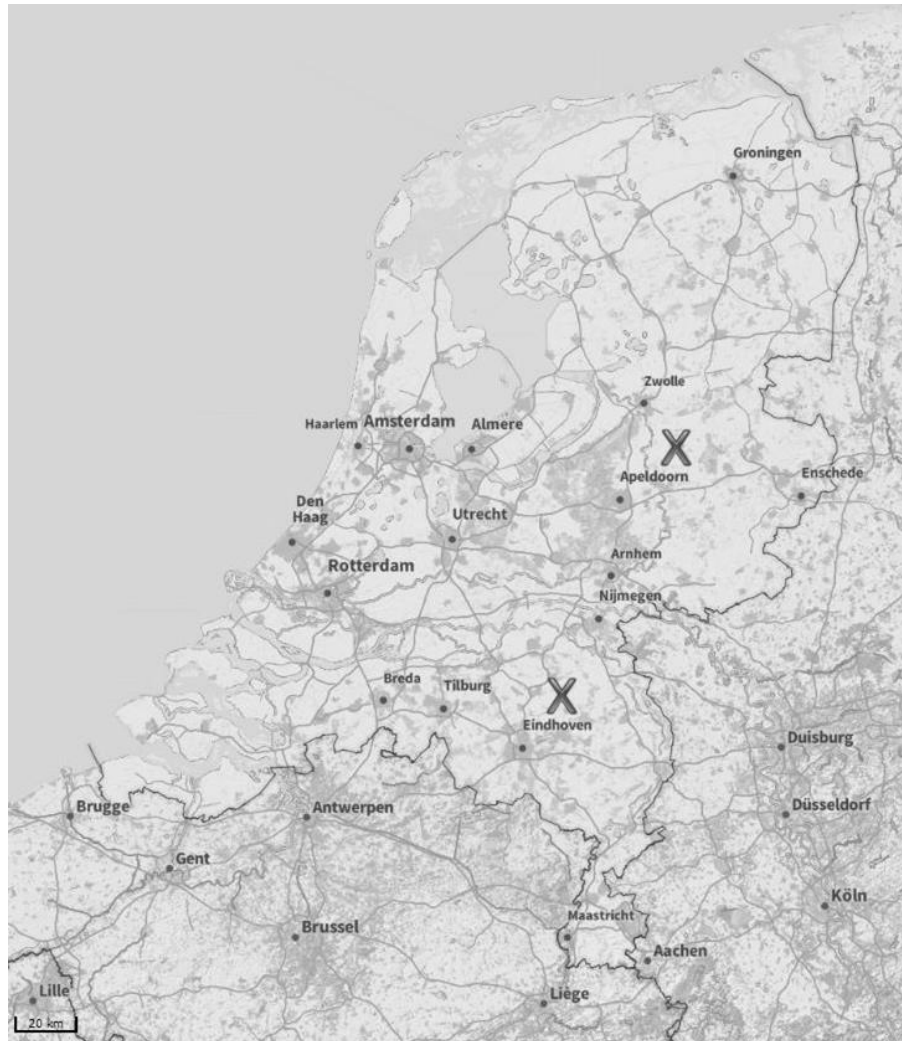 Groningen
Zwolle
Haarlem
Amsterdam
Almere
X
Apeldoorn
Enschede
Den
Haag
Utrecht
Arnhem
Rotterdam
Nijmegen
Breda
Tilburg
X
Eindhoven
Duisburg
Brugge
Antwerpen
Düsseldorf
Gent
Köln
Maastricht
Brussel
Aachen
Lille
Liège
20 km